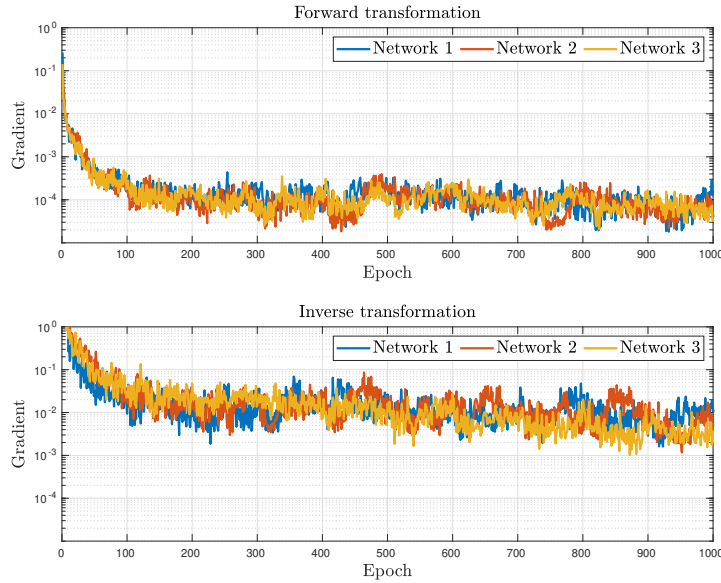 Forward transformation
10^0
Network 1 Network 2 Network 3
10^-1
10^-2
10^-3
10^-4
Gradient
0 100 200 300 400 500 600 700 800 900 1000
Epoch
Inverse transformation
10^0
Network 1 Network 2 Network 3
10^-1
10^-2
10^-3
10^-4
Gradient
0 100 200 300 400 500 600 700 800 900 1000
Epoch